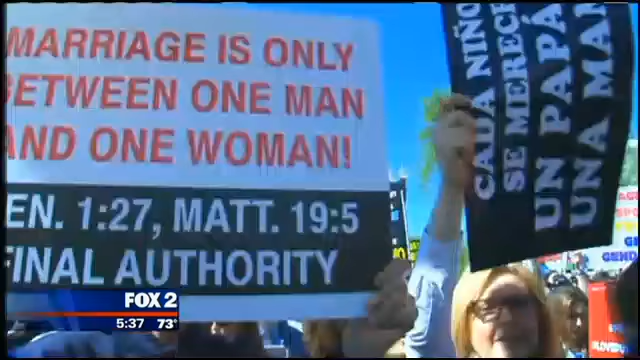 MARRIAGE IS ONLY
BETWEEN ONE MAN
AND ONE WOMAN!
EN. 1:27, MATT. 19:5
FINAL AUTHORITY
CADA NIÑO
SE MERECE
UN PAPÁ
UNA MAM
FOX 2
5:37 73°